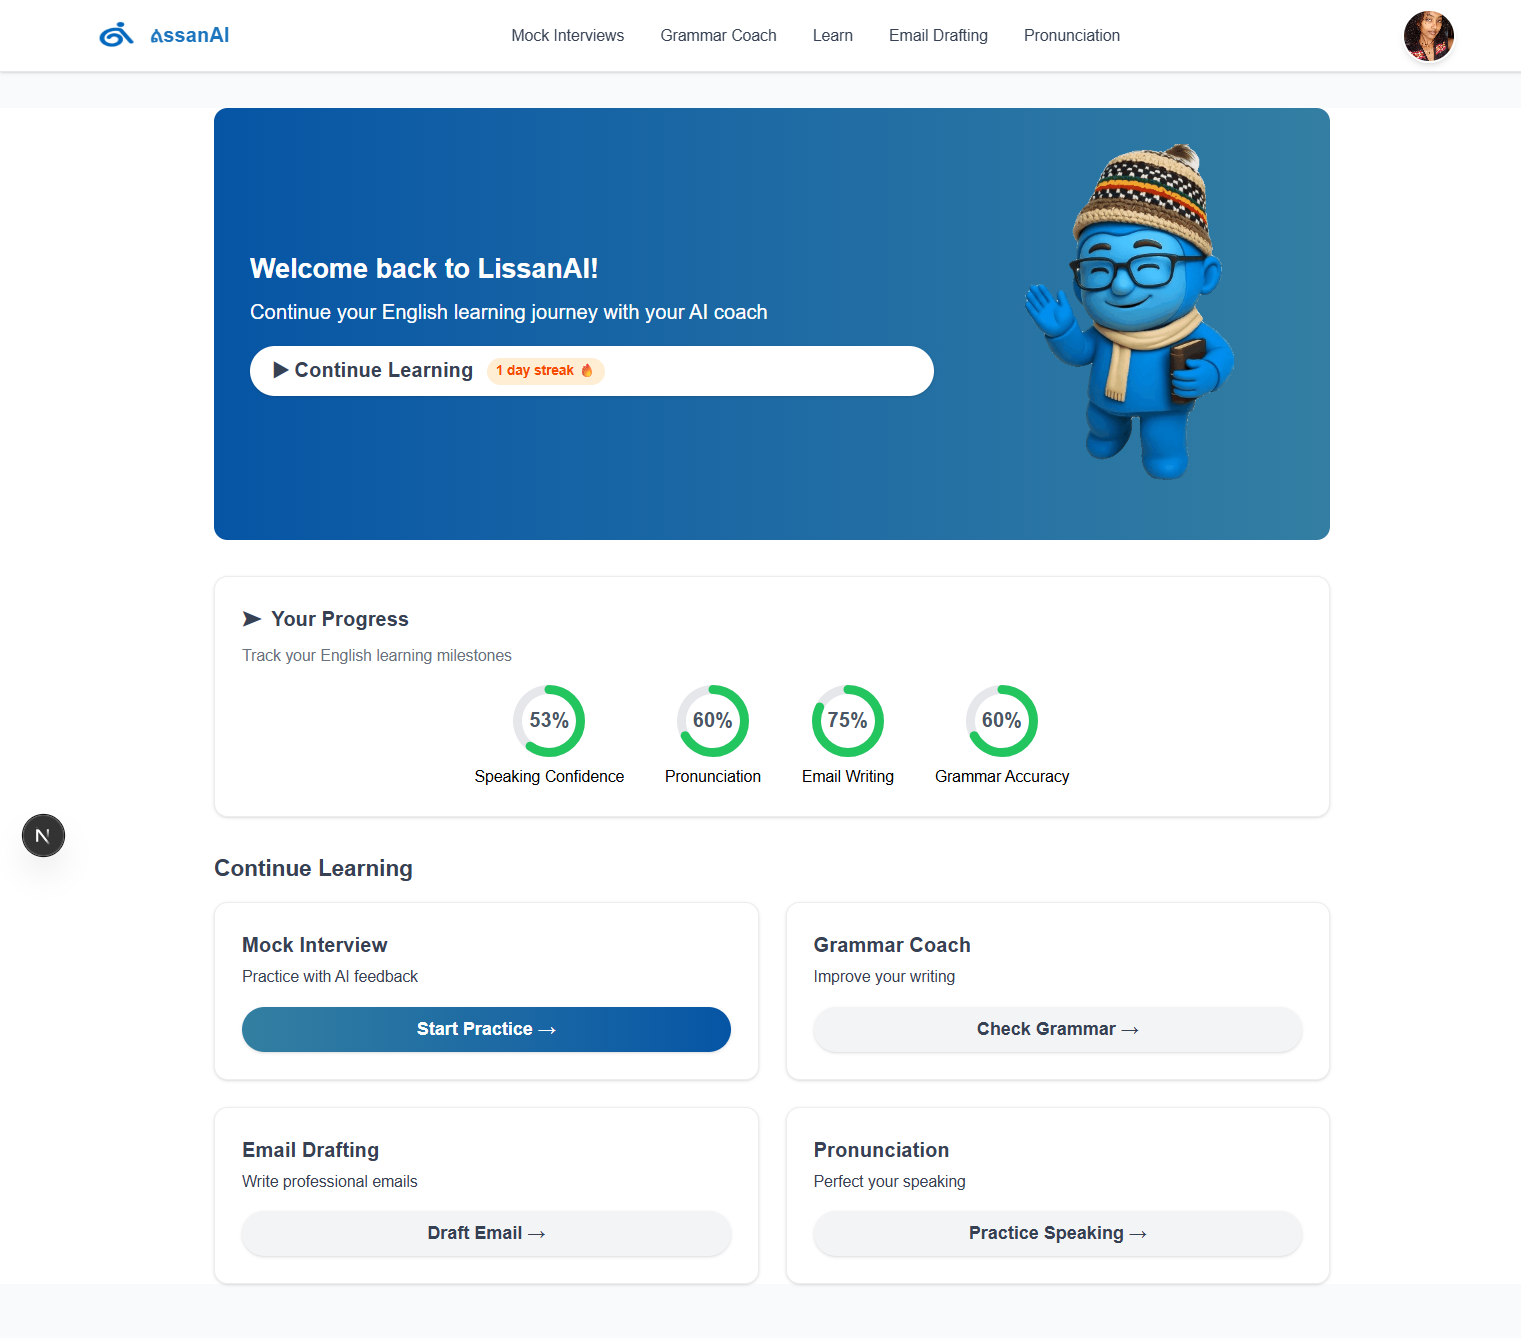 ልssanAI
Mock Interviews
Grammar Coach
Learn
Email Drafting
Pronunciation
Welcome back to LissanAI!
Continue your English learning journey with your AI coach
▶ Continue Learning
1 day streak 🔥
➤ Your Progress
Track your English learning milestones
53%
60%
75%
60%
Speaking Confidence
Pronunciation
Email Writing
Grammar Accuracy
N
Continue Learning
Mock Interview
Practice with AI feedback
Start Practice →
Grammar Coach
Improve your writing
Check Grammar →
Email Drafting
Write professional emails
Draft Email →
Pronunciation
Perfect your speaking
Practice Speaking →